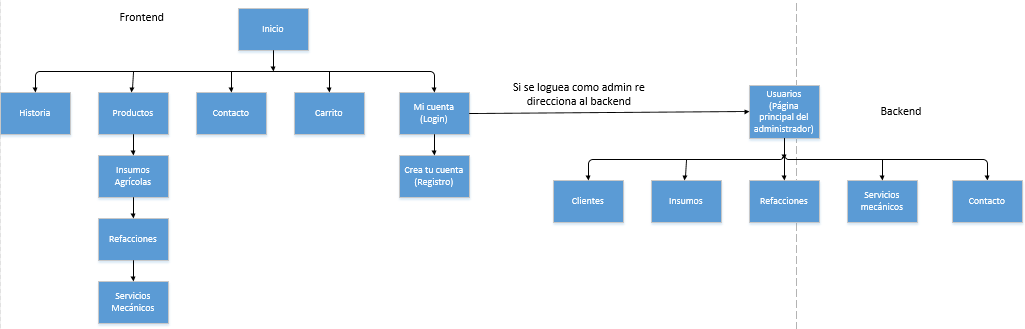 Frontend
Inicio
Historia
Productos
Contacto
Carrito
Mi cuenta
(Login)
Si se loguea como admin re
direcciona al backend
Usuarios
(Página
principal del
administrador)
Backend
Insumos
Agrícolas
Crea tu cuenta
(Registro)
Refacciones
Servicios
Mecánicos
Clientes
Insumos
Refacciones
Servicios
mecánicos
Contacto